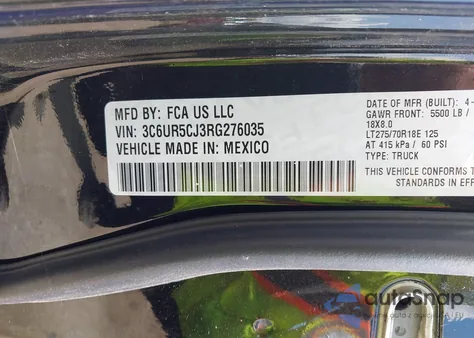 MFD BY: FCA US LLC
VIN: 3C6UR5CJ3RG276035
VEHICLE MADE IN: MEXICO
DATE OF MFR (BUILT): 4-
GAWR FRONT: 5500 LB /
18X8.0
LT275/70R18E 125
AT 415 kPa / 60 PSI
TYPE: TRUCK
THIS VEHICLE CONFORMS TO
STANDARDS IN EFF
autoSnap